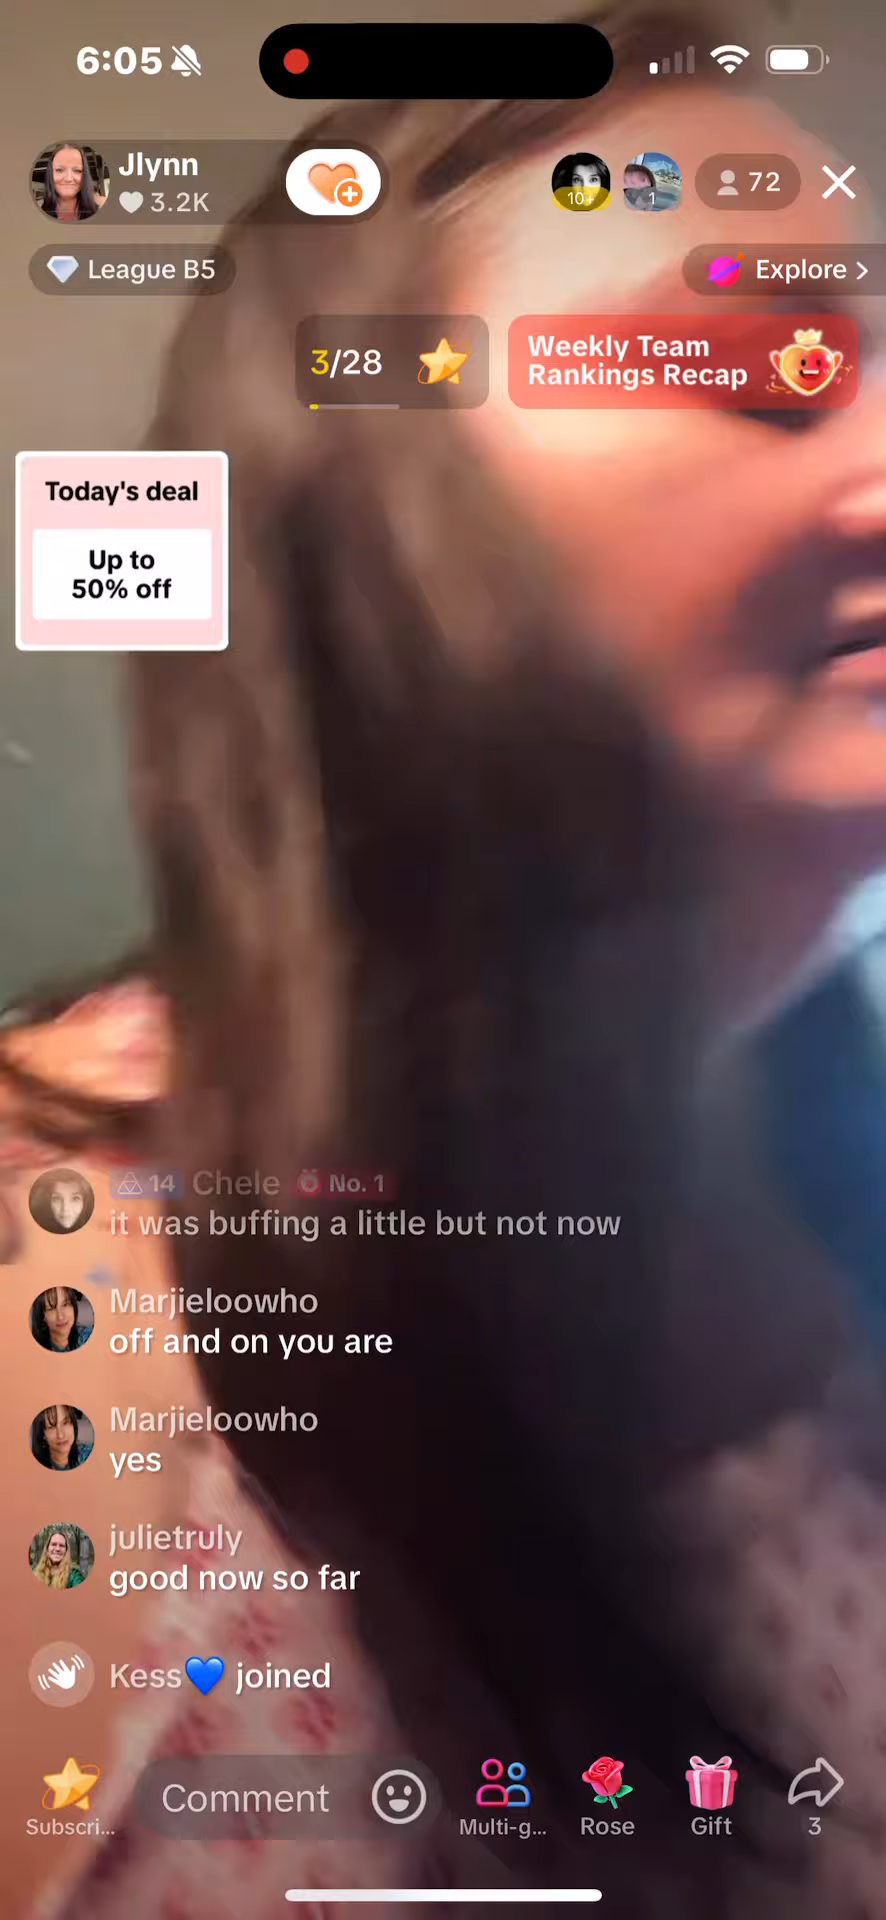 6:05
Jlynn
3.2K
10+
1
72
League B5
Explore >
3/28
Weekly Team
Rankings Recap
Today's deal
Up to
50% off
14 Chele No. 1
it was buffing a little but not now
Marjieloowho
off and on you are
Marjieloowho
yes
julietruly
good now so far
Kess💙 joined
Comment
Subscri...
Multi-g...
Rose
Gift
3